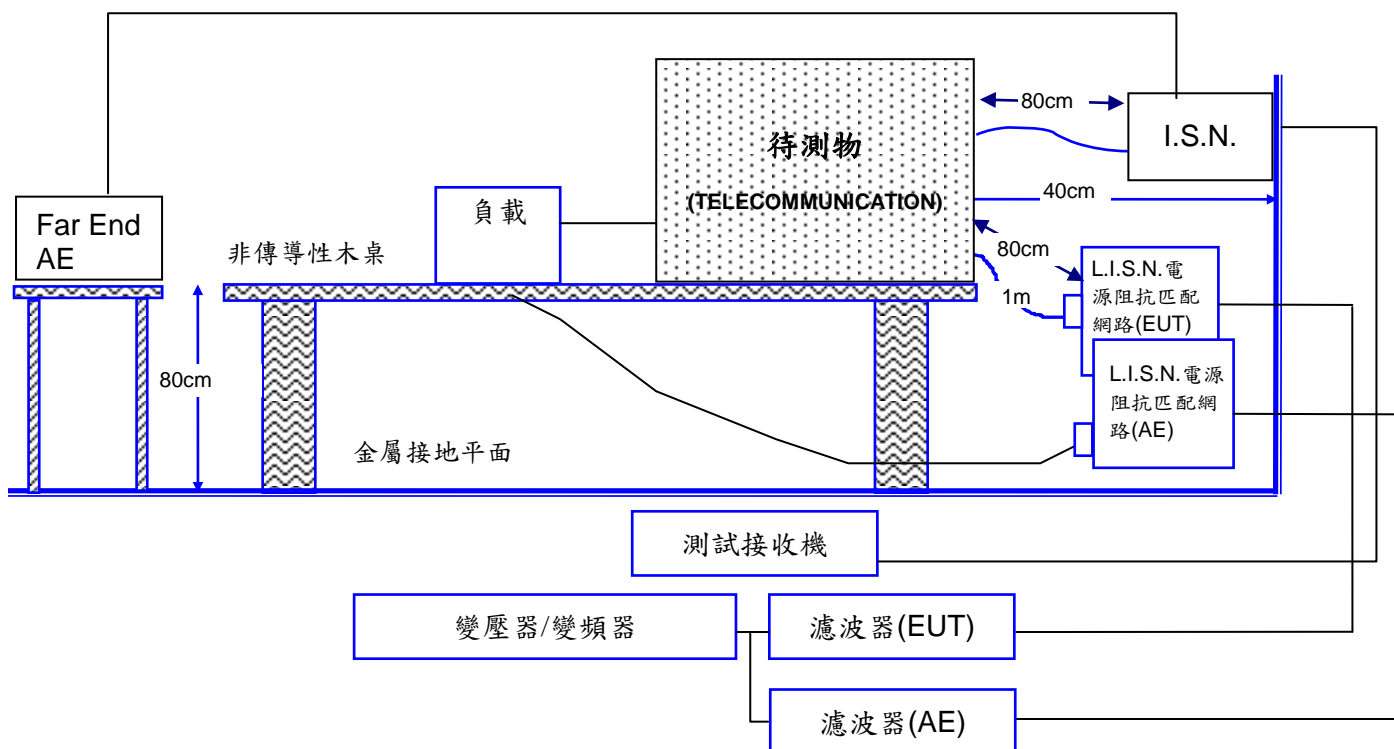 80cm
I.S.N.
待測物
(TELECOMMUNICATION)
40cm
Far End
AE
負載
非傳導性木桌
80cm
1m
L.I.S.N.電
源阻抗匹配
網路(EUT)
L.I.S.N.電源
阻抗匹配網
路(AE)
80cm
金屬接地平面
測試接收機
變壓器/變頻器
濾波器(EUT)
濾波器(AE)